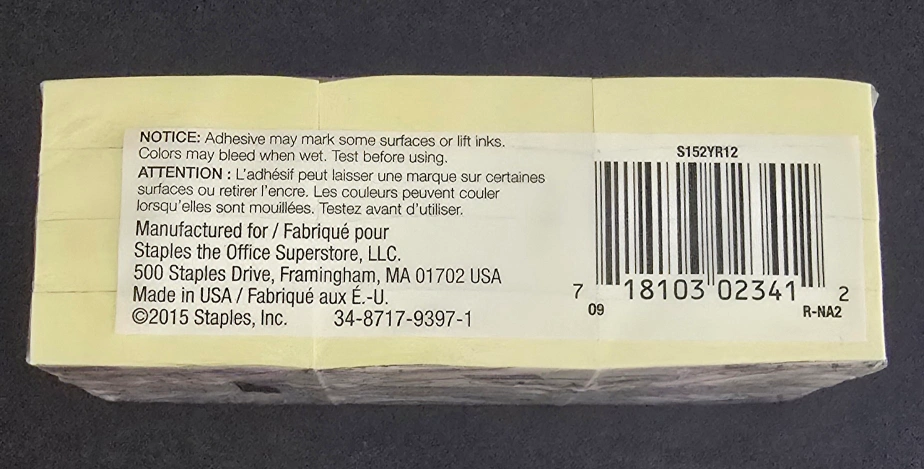 NOTICE: Adhesive may mark some surfaces or lift inks.
Colors may bleed when wet. Test before using.
ATTENTION : L'adhésif peut laisser une marque sur certaines
surfaces ou retirer l'encre. Les couleurs peuvent couler
lorsqu'elles sont mouillées. Testez avant d'utiliser.
Manufactured for / Fabriqué pour
Staples the Office Superstore, LLC.
500 Staples Drive, Framingham, MA 01702 USA
Made in USA / Fabriqué aux É.-U.
©2015 Staples, Inc. 34-8717-9397-1
S152YR12
7 18103 02341 2
09 R-NA2